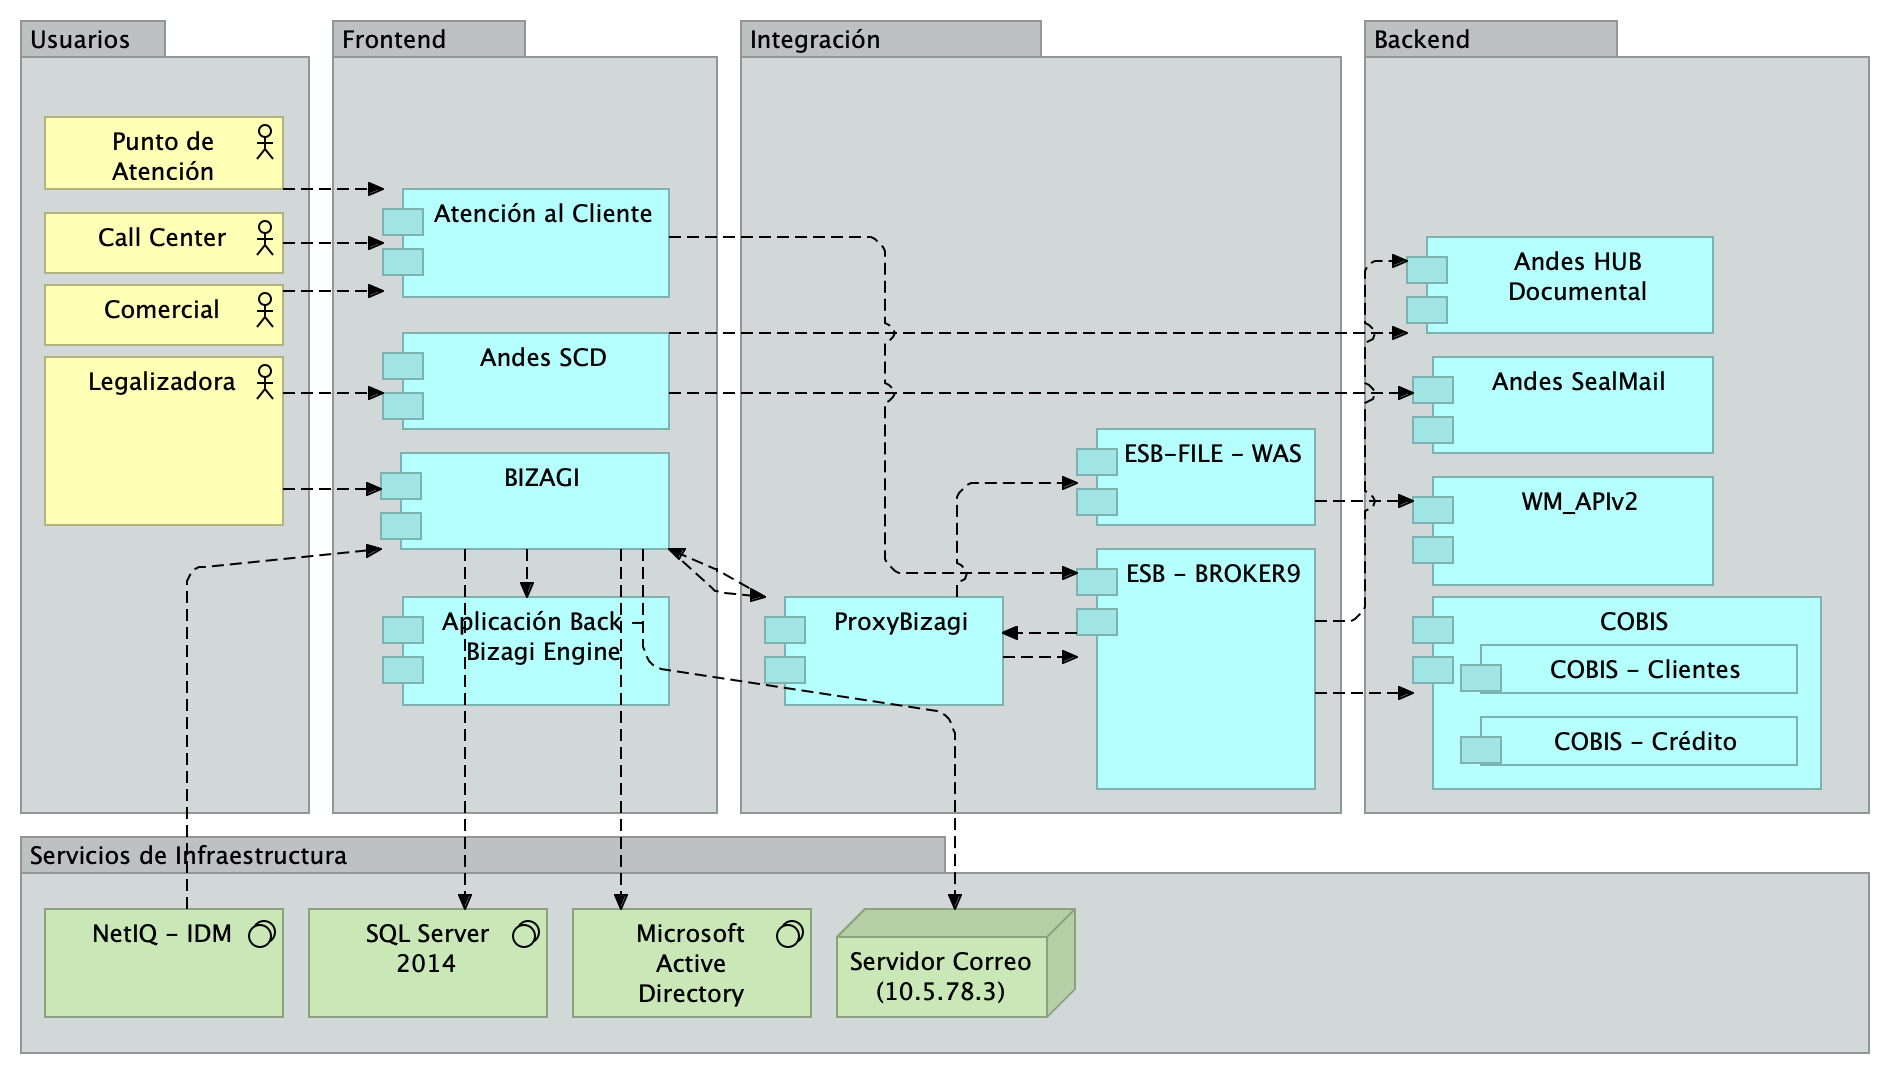 Usuarios
Frontend
Integración
Backend
Punto de
Atención
Call Center
Comercial
Legalizadora
Atención al Cliente
Andes SCD
BIZAGI
Aplicación Back -
Bizagi Engine
ESB-FILE - WAS
ESB - BROKER9
ProxyBizagi
Andes HUB
Documental
Andes SealMail
WM_APIv2
COBIS
COBIS - Clientes
COBIS - Crédito
Servicios de Infraestructura
NetIQ - IDM
SQL Server
2014
Microsoft
Active
Directory
Servidor Correo
(10.5.78.3)